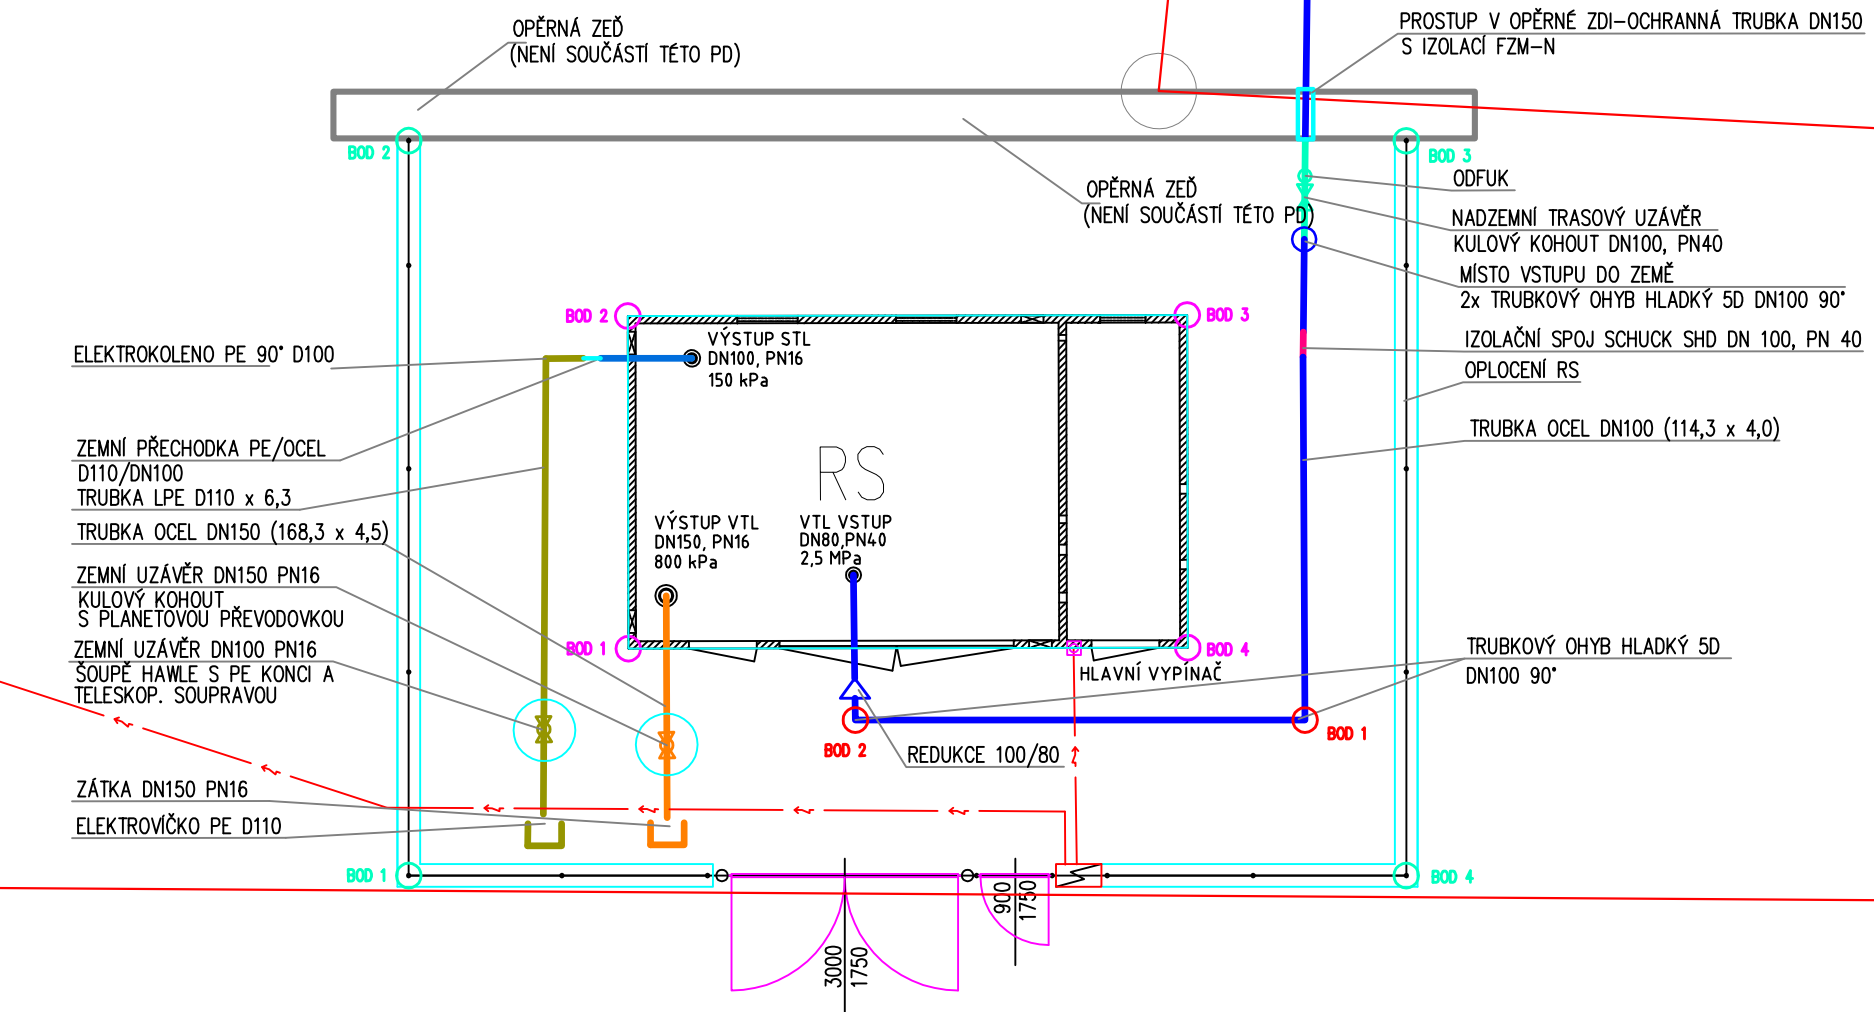 OPĚRNÁ ZEĎ
(NENÍ SOUČÁSTÍ TÉTO PD)
PROSTUP V OPĚRNÉ ZDI-OCHRANNÁ TRUBKA DN150
S IZOLACÍ FZM-N
BOD 2
BOD 3
ODFUK
OPĚRNÁ ZEĎ
(NENÍ SOUČÁSTÍ TÉTO PD)
NADZEMNÍ TRASOVÝ UZÁVĚR
KULOVÝ KOHOUT DN100, PN40
MÍSTO VSTUPU DO ZEMĚ
2x TRUBKOVÝ OHYB HLADKÝ 5D DN100 90°
BOD 2
BOD 3
IZOLAČNÍ SPOJ SCHUCK SHD DN 100, PN 40
OPLOCENÍ RS
TRUBKA OCEL DN100 (114,3 x 4,0)
VÝSTUP STL
DN100, PN16
150 kPa
ELEKTROKOLENO PE 90° D100
ZEMNÍ PŘECHODKA PE/OCEL
D110/DN100
TRUBKA LPE D110 x 6,3
TRUBKA OCEL DN150 (168,3 x 4,5)
RS
VÝSTUP VTL
DN150, PN16
800 kPa
VTL VSTUP
DN80,PN40
2,5 MPa
ZEMNÍ UZÁVĚR DN150 PN16
KULOVÝ KOHOUT
S PLANETOVOU PŘEVODOVKOU
ZEMNÍ UZÁVĚR DN100 PN16
ŠOUPĚ HAWLE S PE KONCI A
TELESKOP. SOUPRAVOU
BOD 1
BOD 4
HLAVNÍ VYPÍNAČ
TRUBKOVÝ OHYB HLADKÝ 5D
DN100 90°
BOD 2
BOD 1
REDUKCE 100/80
ZÁTKA DN150 PN16
ELEKTROVÍČKO PE D110
BOD 1
BOD 4
900
1750
3000
1750